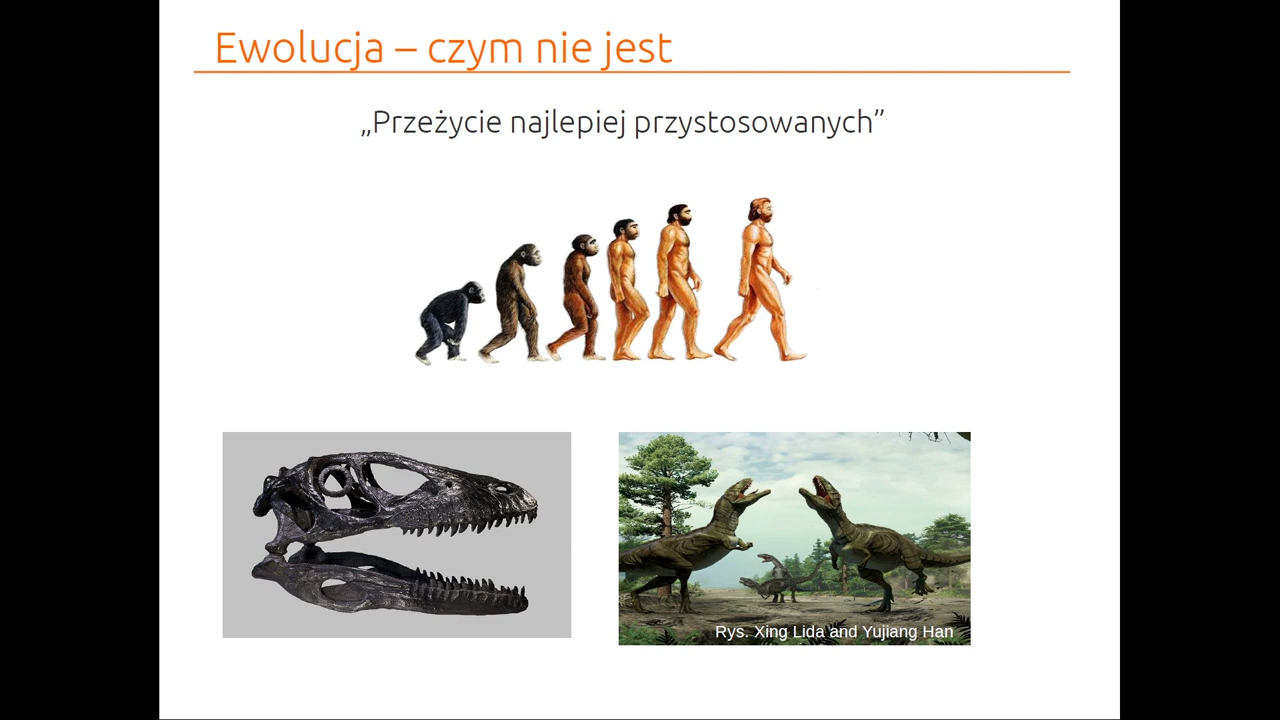 Ewolucja – czym nie jest
„Przeżycie najlepiej przystosowanych”
Rys. Xing Lida and Yujiang Han